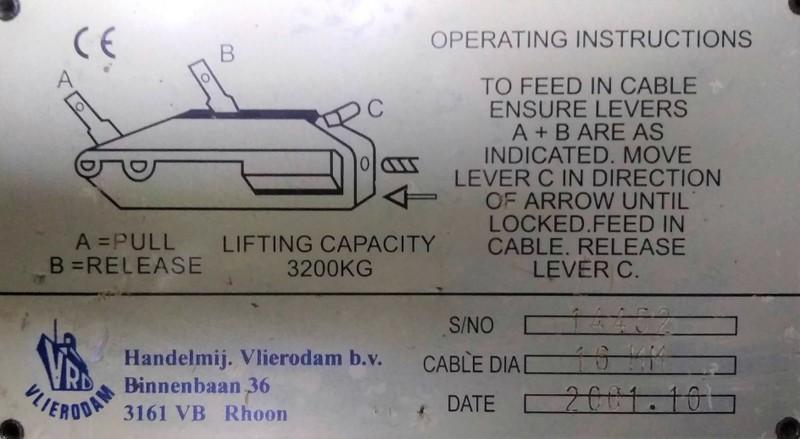 CE
A
B
C
A =PULL
B =RELEASE
LIFTING CAPACITY
3200KG
OPERATING INSTRUCTIONS
TO FEED IN CABLE
ENSURE LEVERS
A + B ARE AS
INDICATED. MOVE
LEVER C IN DIRECTION
OF ARROW UNTIL
LOCKED.FEED IN
CABLE. RELEASE
LEVER C.
VRD
VLIERODAM
Handelmij. Vlierodam b.v.
Binnenbaan 36
3161 VB Rhoon
S/NO 14452
CABLE DIA 16 MM
DATE 2001.10